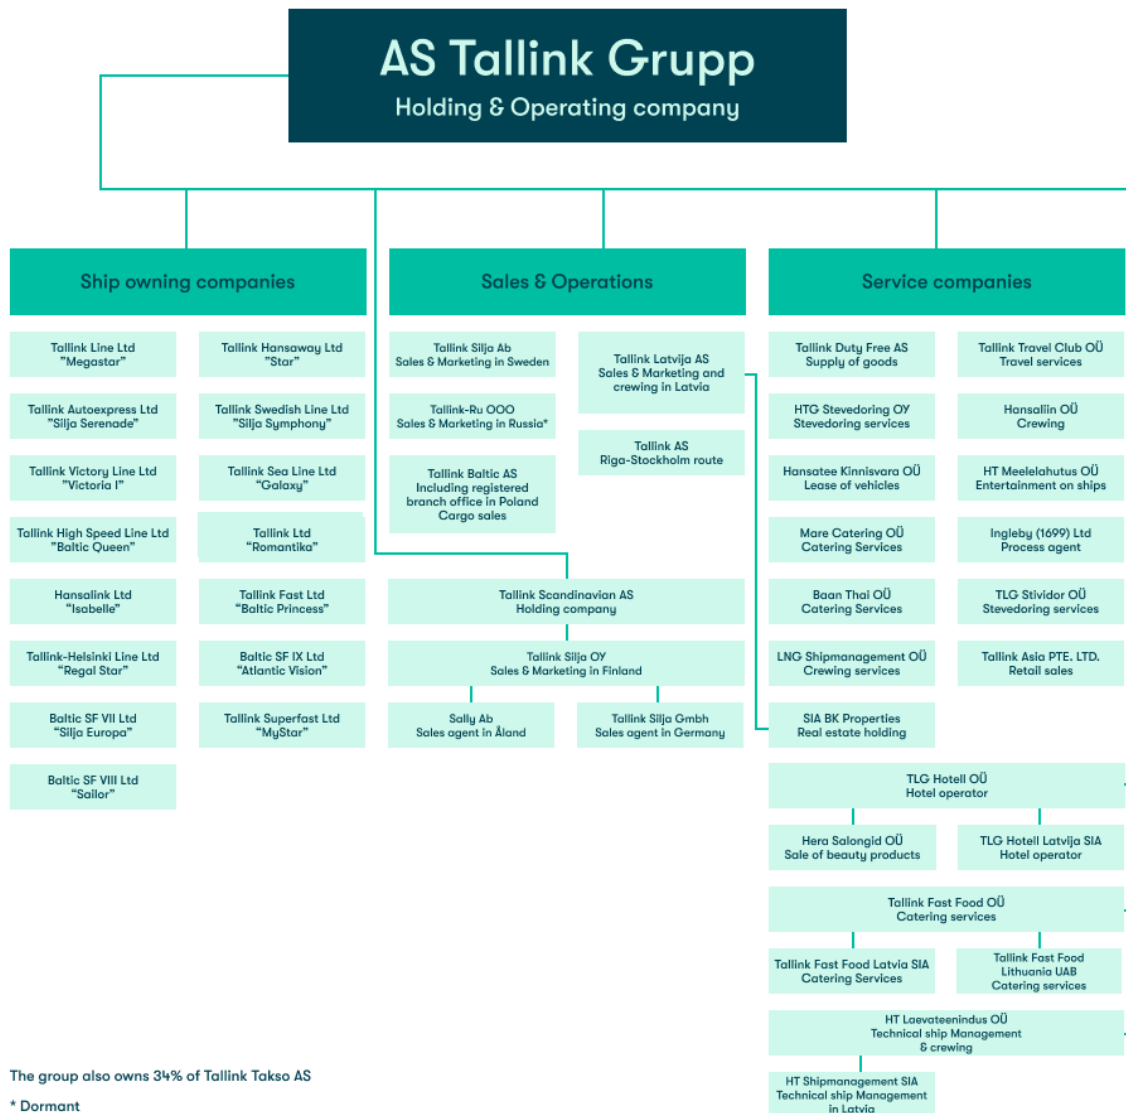 AS Tallink Grupp
Holding & Operating company
Ship owning companies
Tallink Line Ltd
”Megastar”
Tallink Hansaway Ltd
”Star”
Tallink Autoexpress Ltd
”Silja Serenade”
Tallink Swedish Line Ltd
”Silja Symphony”
Tallink Victory Line Ltd
”Victoria I”
Tallink Sea Line Ltd
“Galaxy”
Tallink High Speed Line Ltd
”Baltic Queen”
Tallink Ltd
“Romantika”
Hansalink Ltd
“Isabelle”
Tallink Fast Ltd
“Baltic Princess”
Tallink-Helsinki Line Ltd
“Regal Star”
Baltic SF IX Ltd
“Atlantic Vision”
Baltic SF VII Ltd
“Silja Europa”
Tallink Superfast Ltd
“MyStar”
Baltic SF VIII Ltd
“Sailor”
Sales & Operations
Tallink Silja Ab
Sales & Marketing in Sweden
Tallink Latvija AS
Sales & Marketing and
crewing in Latvia
Tallink-Ru OOO
Sales & Marketing in Russia*
Tallink AS
Riga-Stockholm route
Tallink Baltic AS
Including registered
branch office in Poland
Cargo sales
Tallink Scandinavian AS
Holding company
Tallink Silja OY
Sales & Marketing in Finland
Sally Ab
Sales agent in Åland
Tallink Silja Gmbh
Sales agent in Germany
Service companies
Tallink Duty Free AS
Supply of goods
Tallink Travel Club OÜ
Travel services
HTG Stevedoring OY
Stevedoring services
Hansaliin OÜ
Crewing
Hansatee Kinnisvara OÜ
Lease of vehicles
HT Meelelahutus OÜ
Entertainment on ships
Mare Catering OÜ
Catering Services
Ingleby (1699) Ltd
Process agent
Baan Thai OÜ
Catering Services
TLG Stividor OÜ
Stevedoring services
LNG Shipmanagement OÜ
Crewing services
Tallink Asia PTE. LTD.
Retail sales
SIA BK Properties
Real estate holding
TLG Hotell OÜ
Hotel operator
Hera Salongid OÜ
Sale of beauty products
TLG Hotell Latvija SIA
Hotel operator
Tallink Fast Food OÜ
Catering services
Tallink Fast Food Latvia SIA
Catering Services
Tallink Fast Food
Lithuania UAB
Catering services
HT Laevateenindus OÜ
Technical ship Management
& crewing
HT Shipmanagement SIA
Technical ship Management
in Latvia
The group also owns 34% of Tallink Takso AS
* Dormant